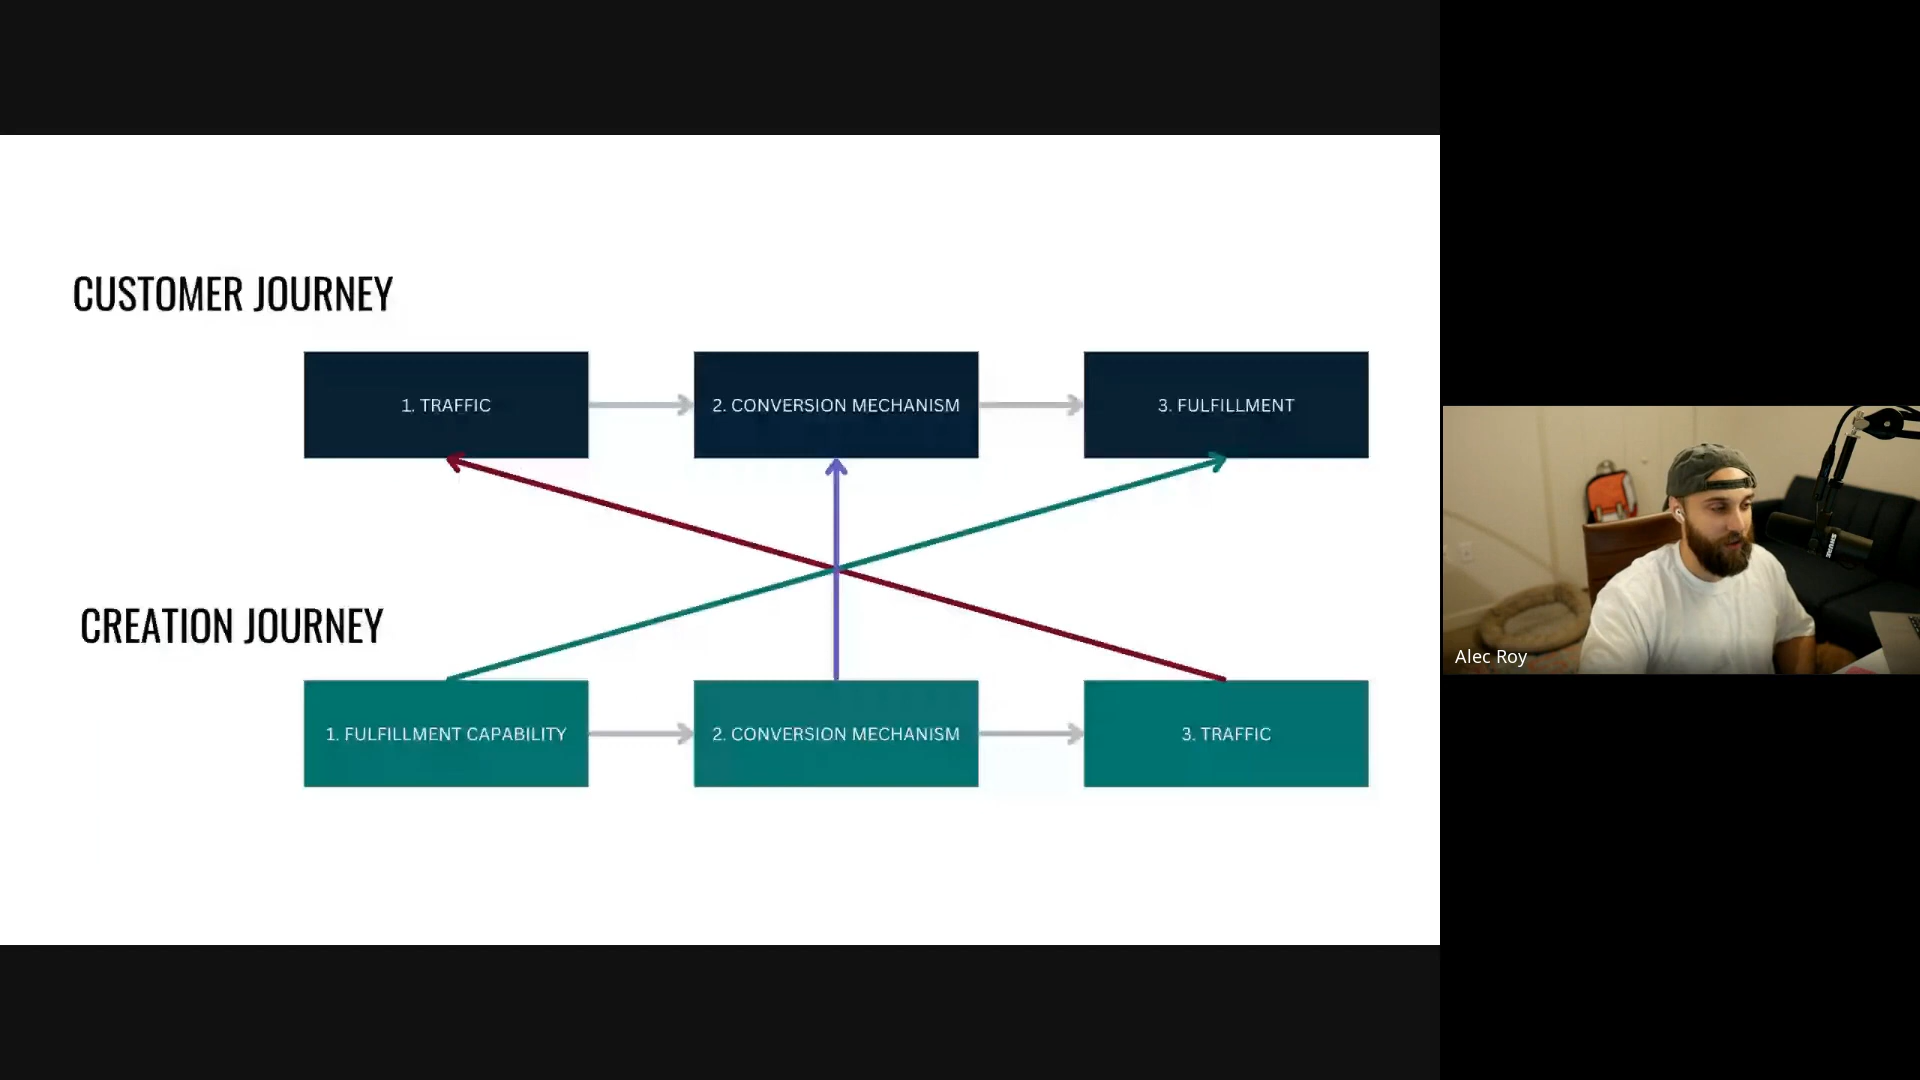 CUSTOMER JOURNEY
1. TRAFFIC
2. CONVERSION MECHANISM
3. FULFILLMENT
CREATION JOURNEY
1. FULFILLMENT CAPABILITY
2. CONVERSION MECHANISM
3. TRAFFIC
SHURE
Alec Roy